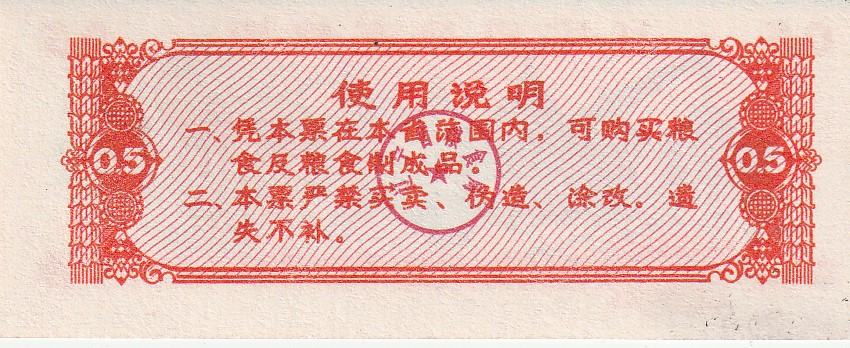 使用说明
一、凭本票在本省范围内,可购买粮
食及粮食制成品。
二、本票严禁买卖、伪造、涂改。遗
失不补。
0.5
0.5